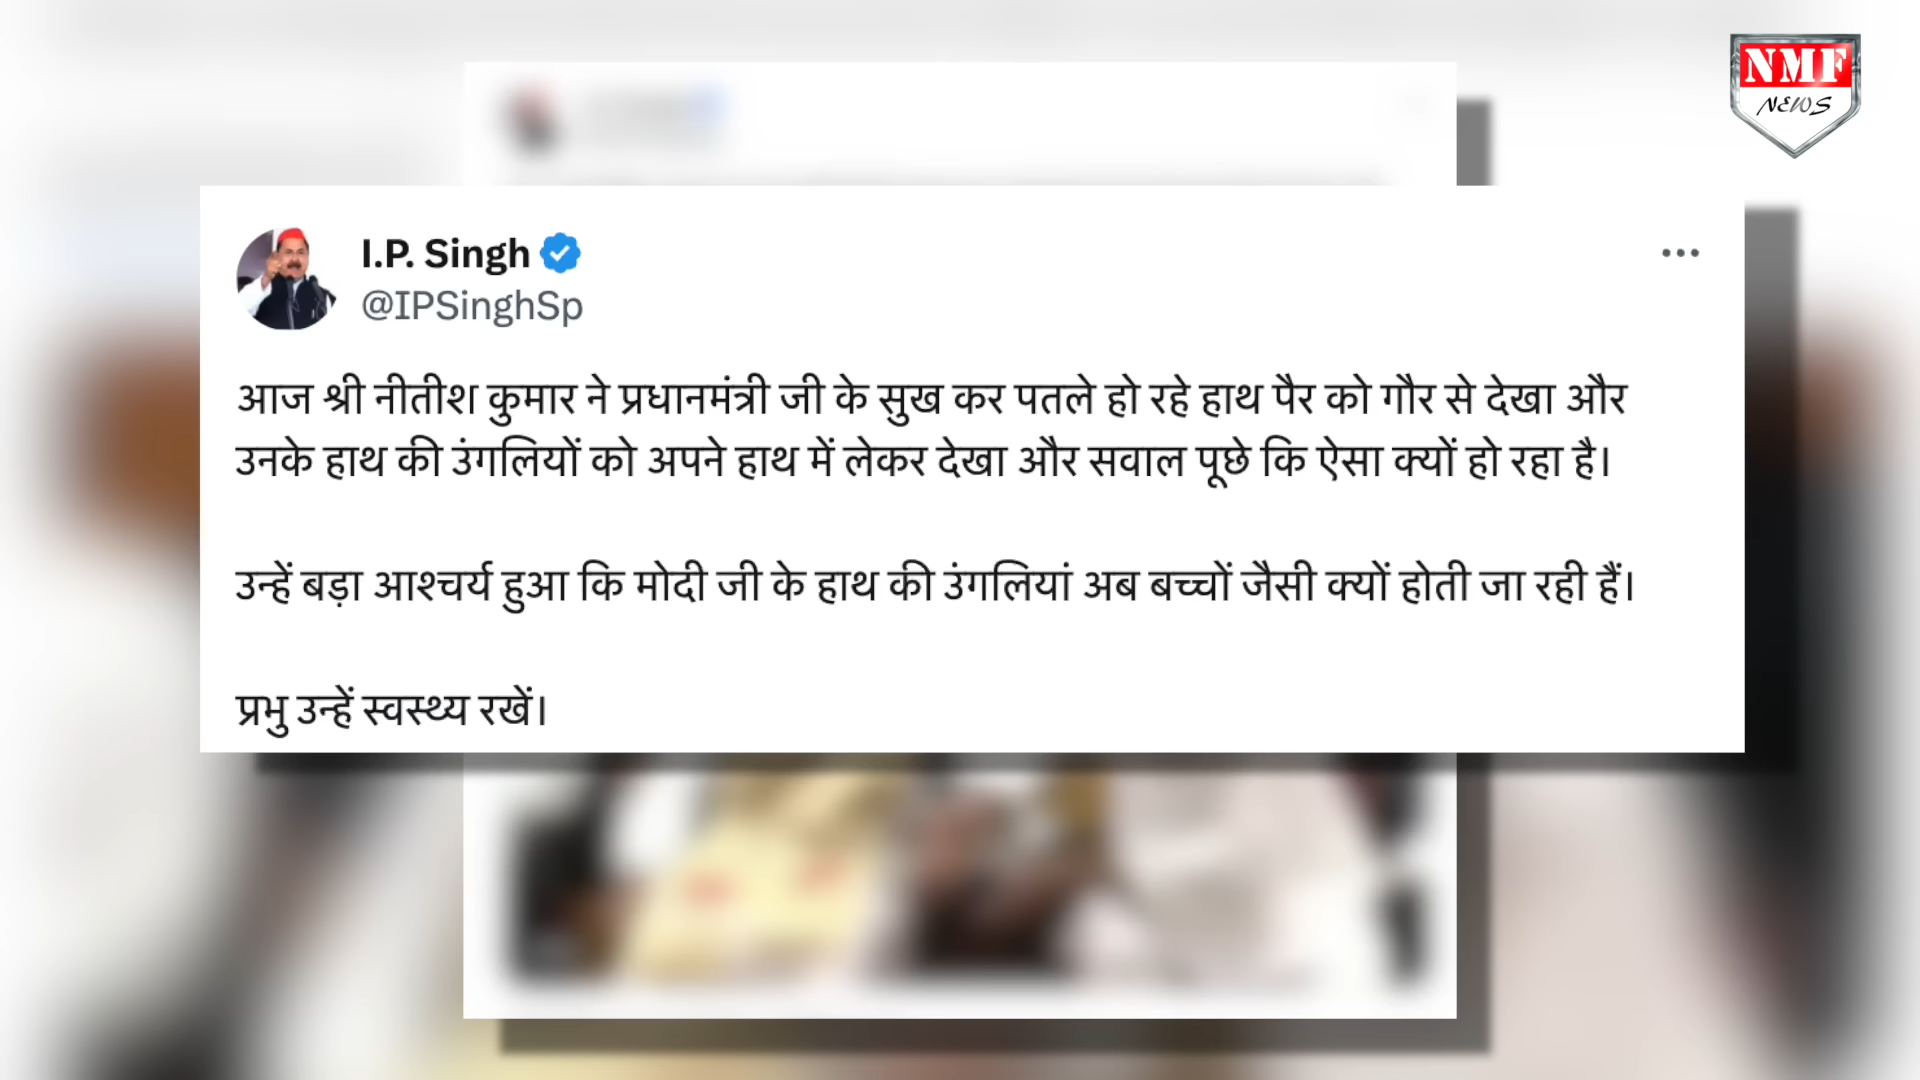 NMF
NEWS
I.P. Singh
@IPSinghSp
आज श्री नीतीश कुमार ने प्रधानमंत्री जी के सुख कर पतले हो रहे हाथ पैर को गौर से देखा और
उनके हाथ की उंगलियों को अपने हाथ में लेकर देखा और सवाल पूछे कि ऐसा क्यों हो रहा है।
उन्हें बड़ा आश्चर्य हुआ कि मोदी जी के हाथ की उंगलियां अब बच्चों जैसी क्यों होती जा रही हैं।
प्रभु उन्हें स्वस्थ्य रखें।